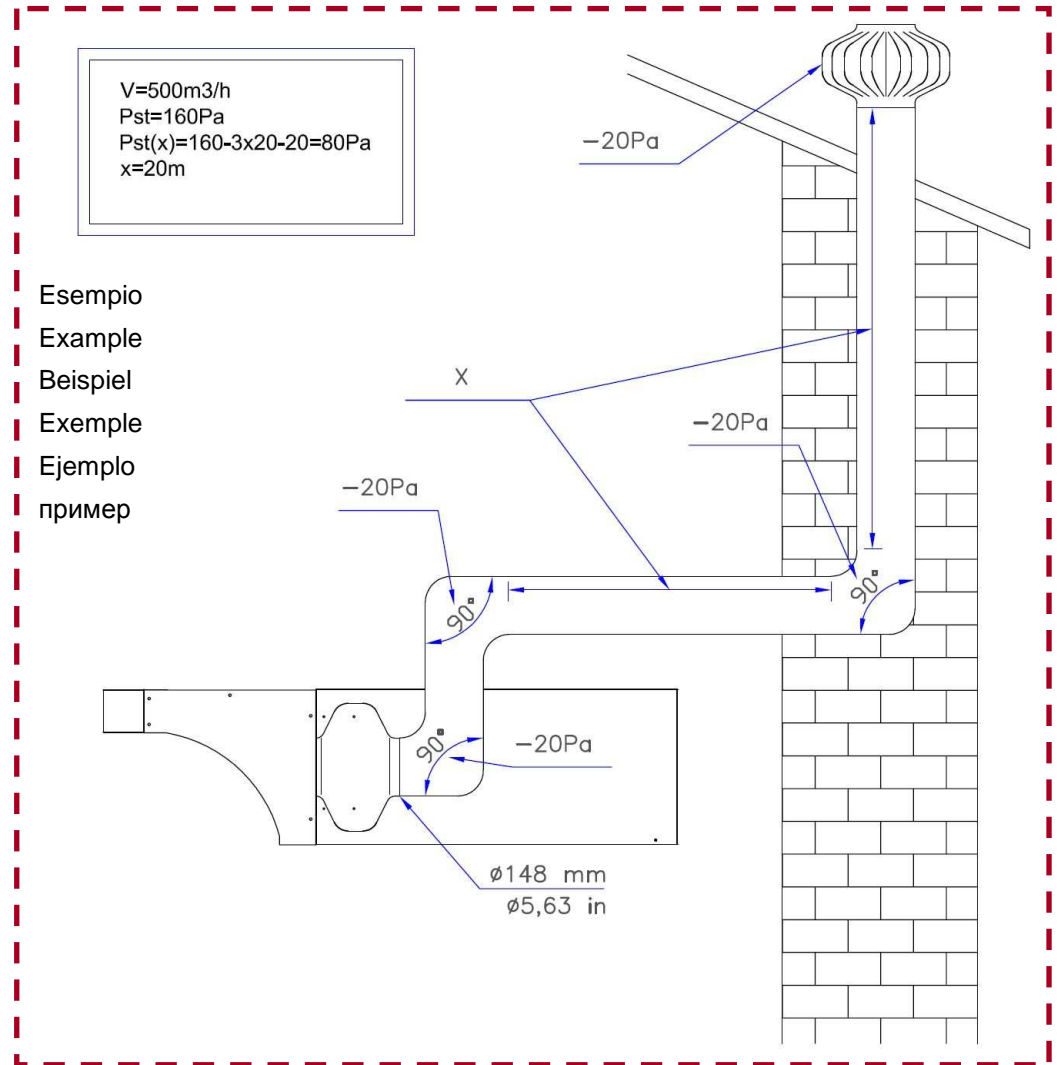 V=500m3/h
Pst=160Pa
Pst(x)=160-3x20-20=80Pa
x=20m
−20Pa
Esempio
Example
Beispiel
Exemple
Ejemplo
пример
X
−20Pa
−20Pa
90°
90°
90°
−20Pa
ø148 mm
ø5,63 in